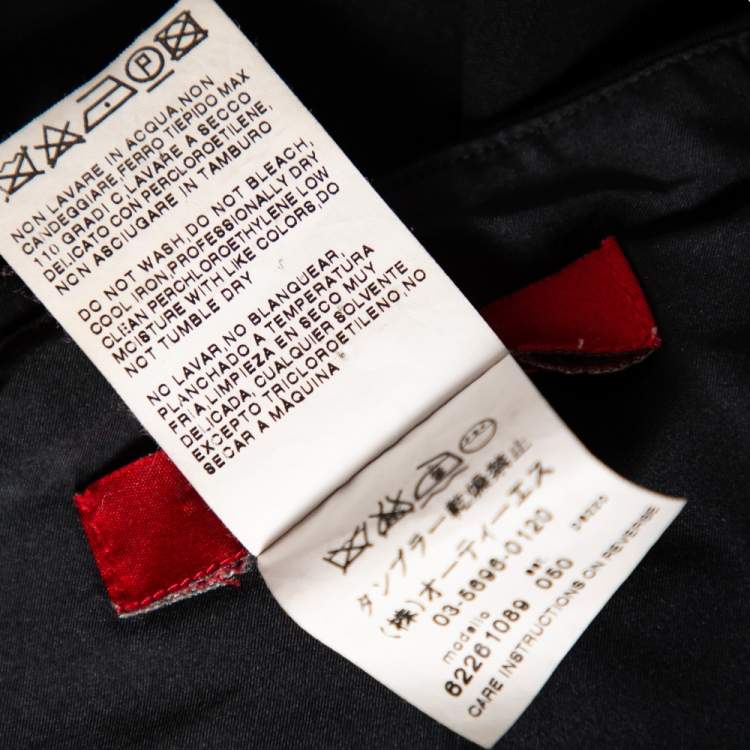 P
NON LAVARE IN ACQUA,NON
CANDEGGIARE FERRO TIEPIDO MAX
110 GRADI C,LAVARE A SECCO
DELICATO CON PERCLOROETILENE,
NON ASCIUGARE IN TAMBURO
DO NOT WASH,DO NOT BLEACH,
COOL IRON,PROFESSIONALLY DRY
CLEAN PERCHLOROETHYLENE LOW
MOISTURE WITH LIKE COLORS,DO
NOT TUMBLE DRY
NO LAVAR,NO BLANQUEAR,
PLANCHADO A TEMPERATURA
FRIA,LIMPIEZA EN SECO MUY
DELICADA, CUALQUIER SOLVENTE
EXCEPTO TRICLOROETILENO,NO
SECAR A MAQUINA
タンブラー乾燥禁止
(株)オーティーエス
03-5696-0120
modello
62261089 050
CARE INSTRUCTIONS ON REVERSE